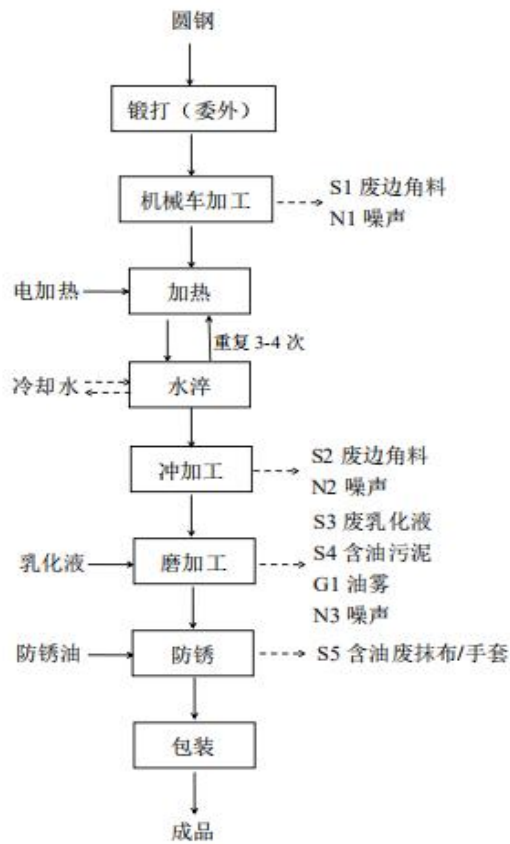 圆钢
锻打（委外）
机械车加工
S1 废边角料
N1 噪声
电加热
加热
重复 3-4 次
冷却水
水淬
冲加工
S2 废边角料
N2 噪声
乳化液
磨加工
S3 废乳化液
S4 含油污泥
G1 油雾
N3 噪声
防锈油
防锈
S5 含油废抹布/手套
包装
成品